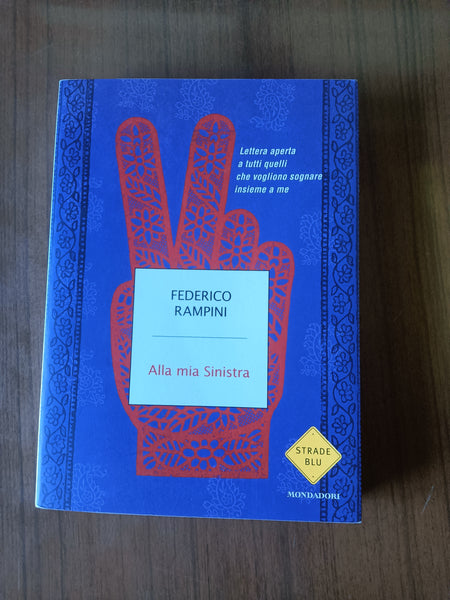 Lettera aperta
a tutti quelli
che vogliono sognare
insieme a me
FEDERICO
RAMPINI
Alla mia Sinistra
STRADE
BLU
MONDADORI